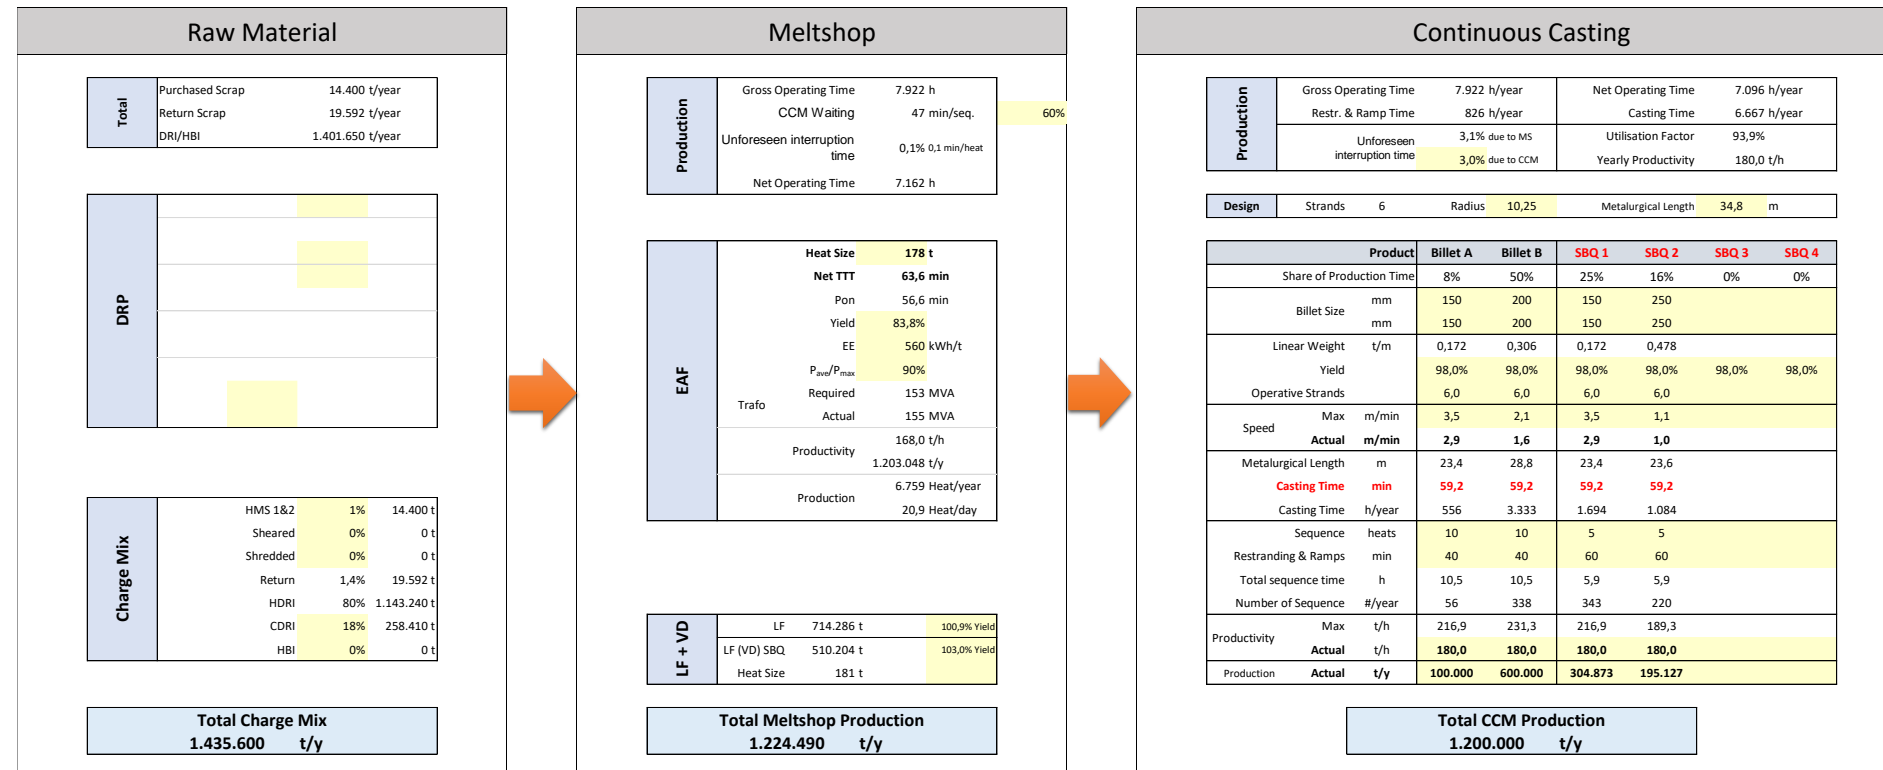 Raw Material
Total
Purchased Scrap 14.400 t/year
Return Scrap 19.592 t/year
DRI/HBI 1.401.650 t/year
DRP
Charge Mix
HMS 1&2 1% 14.400 t
Sheared 0% 0 t
Shredded 0% 0 t
Return 1,4% 19.592 t
HDRI 80% 1.143.240 t
CDRI 18% 258.410 t
HBI 0% 0 t
Total Charge Mix
1.435.600 t/y
Meltshop
Production
Gross Operating Time 7.922 h
CCM Waiting 47 min/seq. 60%
Unforeseen interruption
time 0,1% 0,1 min/heat
Net Operating Time 7.162 h
EAF
Heat Size 178 t
Net TTT 63,6 min
Pon 56,6 min
Yield 83,8%
EE 560 kWh/t
Pave/Pmax 90%
Trafo
Required 153 MVA
Actual 155 MVA
Productivity
168,0 t/h
1.203.048 t/y
Production
6.759 Heat/year
20,9 Heat/day
LF + VD
LF 714.286 t 100,9% Yield
LF (VD) SBQ 510.204 t 103,0% Yield
Heat Size 181 t
Total Meltshop Production
1.224.490 t/y
Continuous Casting
Production
Gross Operating Time 7.922 h/year Net Operating Time 7.096 h/year
Restr. & Ramp Time 826 h/year Casting Time 6.667 h/year
Unforeseen
interruption time
3,1% due to MS Utilisation Factor 93,9%
3,0% due to CCM Yearly Productivity 180,0 t/h
Design Strands 6 Radius 10,25 Metalurgical Length 34,8 m
Product Billet A Billet B SBQ 1 SBQ 2 SBQ 3 SBQ 4
Share of Production Time 8% 50% 25% 16% 0% 0%
Billet Size
mm 150 200 150 250
mm 150 200 150 250
Linear Weight t/m 0,172 0,306 0,172 0,478
Yield 98,0% 98,0% 98,0% 98,0% 98,0% 98,0%
Operative Strands 6,0 6,0 6,0 6,0
Speed
Max m/min 3,5 2,1 3,5 1,1
Actual m/min 2,9 1,6 2,9 1,0
Metalurgical Length m 23,4 28,8 23,4 23,6
Casting Time min 59,2 59,2 59,2 59,2
Casting Time h/year 556 3.333 1.694 1.084
Sequence heats 10 10 5 5
Restranding & Ramps min 40 40 60 60
Total sequence time h 10,5 10,5 5,9 5,9
Number of Sequence #/year 56 338 343 220
Productivity
Max t/h 216,9 231,3 216,9 189,3
Actual t/h 180,0 180,0 180,0 180,0
Production Actual t/y 100.000 600.000 304.873 195.127
Total CCM Production
1.200.000 t/y